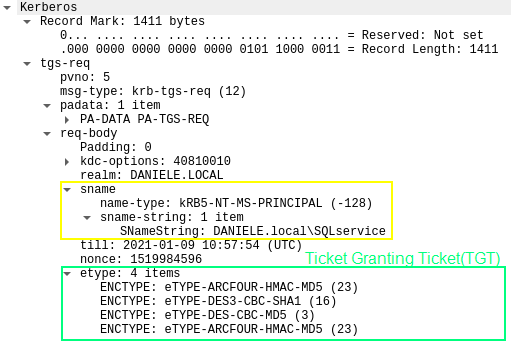 Kerberos
Record Mark: 1411 bytes
0... .... .... .... .... .... .... .... = Reserved: Not set
.000 0000 0000 0000 0000 0101 1000 0011 = Record Length: 1411
tgs-req
pvno: 5
msg-type: krb-tgs-req (12)
padata: 1 item
PA-DATA PA-TGS-REQ
req-body
Padding: 0
kdc-options: 40810010
realm: DANIELE.LOCAL
sname
name-type: kRB5-NT-MS-PRINCIPAL (-128)
sname-string: 1 item
SNameString: DANIELE.local\SQLservice
till: 2021-01-09 10:57:54 (UTC)
nonce: 1519984596
Ticket Granting Ticket(TGT)
etype: 4 items
ENCTYPE: eTYPE-ARCFOUR-HMAC-MD5 (23)
ENCTYPE: eTYPE-DES3-CBC-SHA1 (16)
ENCTYPE: eTYPE-DES-CBC-MD5 (3)
ENCTYPE: eTYPE-ARCFOUR-HMAC-MD5 (23)